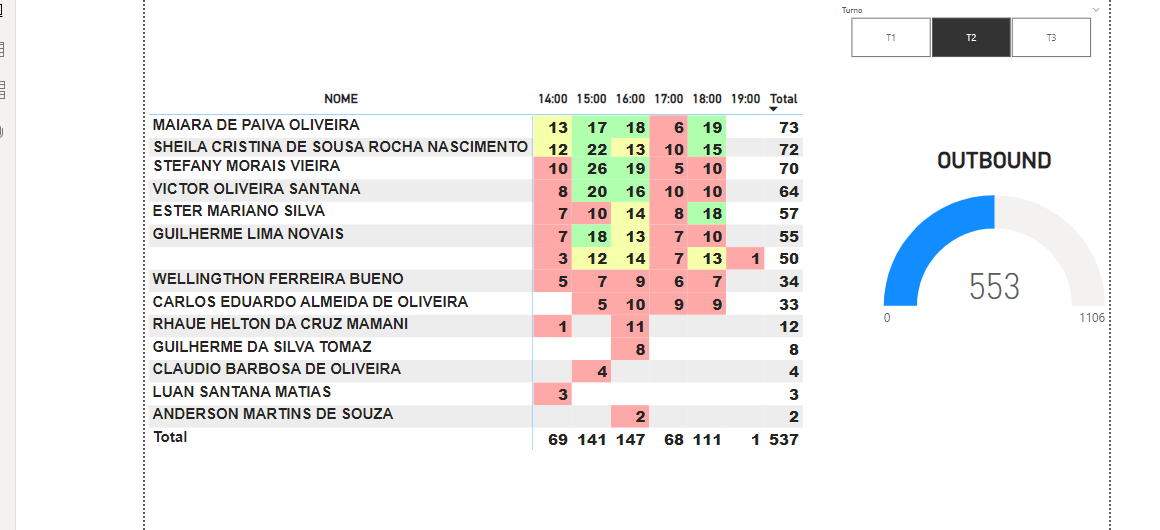 Turno
T1 T2 T3
NOME 14:00 15:00 16:00 17:00 18:00 19:00 Total
MAIARA DE PAIVA OLIVEIRA 13 17 18 6 19 73
SHEILA CRISTINA DE SOUSA ROCHA NASCIMENTO 12 22 13 10 15 72
STEFANY MORAIS VIEIRA 10 26 19 5 10 70
VICTOR OLIVEIRA SANTANA 8 20 16 10 10 64
ESTER MARIANO SILVA 7 10 14 8 18 57
GUILHERME LIMA NOVAIS 7 18 13 7 10 55
3 12 14 7 13 1 50
WELLINGTHON FERREIRA BUENO 5 7 9 6 7 34
CARLOS EDUARDO ALMEIDA DE OLIVEIRA 5 10 9 9 33
RHAUE HELTON DA CRUZ MAMANI 1 11 12
GUILHERME DA SILVA TOMAZ 8 8
CLAUDIO BARBOSA DE OLIVEIRA 4 4
LUAN SANTANA MATIAS 3 3
ANDERSON MARTINS DE SOUZA 2 2
Total 69 141 147 68 111 1 537
OUTBOUND
553
0 1106